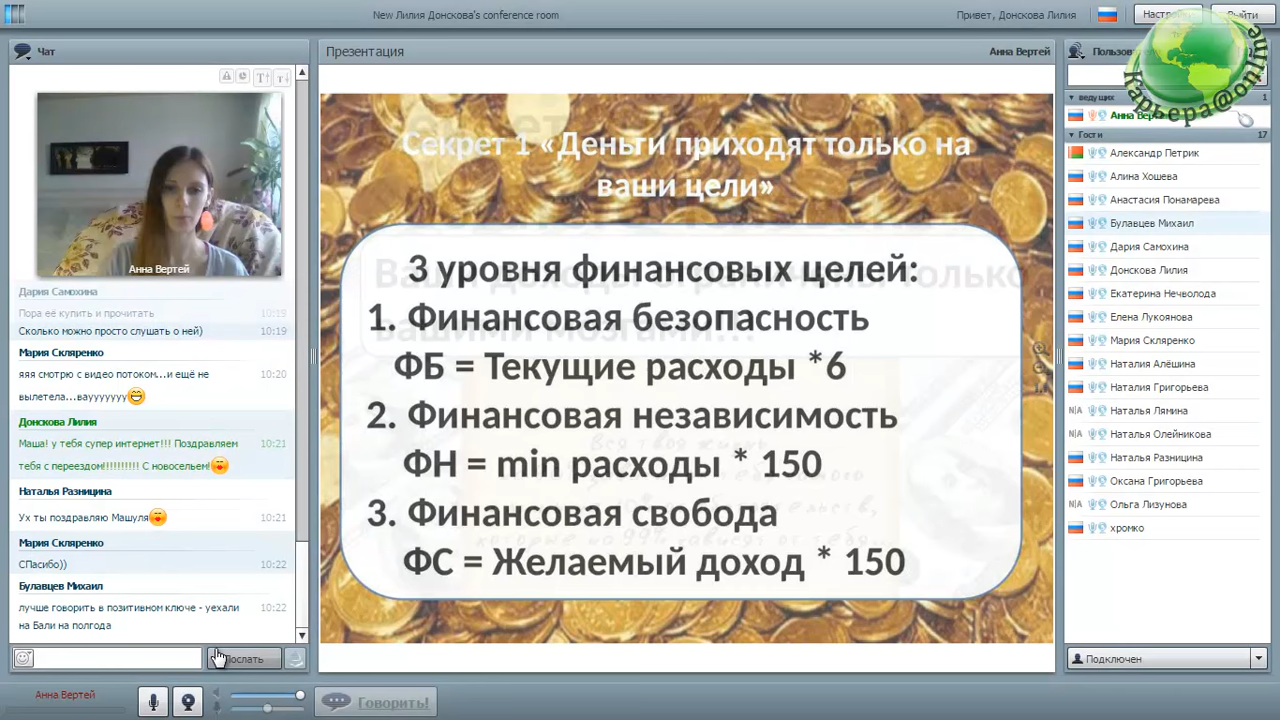 New Лилия Донскова's conference room
Привет, Донскова Лилия
Выйти
Чат
Анна Вертей
Дария Самохина
Пора её купить и прочитать 10:19
Сколько можно просто слушать о ней) 10:19
Мария Скляренко
яяя смотрю с видео потоком...и ещё не 10:20
вылетела...вауууууу
Донскова Лилия
Маша! у тебя супер интернет!!! Поздравляем 10:21
тебя с переездом!!!!!!!!!! С новосельем!
Наталья Разницина
Ух ты поздравляю Машуля 10:21
Мария Скляренко
СПасибо)) 10:22
Булавцев Михаил
лучше говорить в позитивном ключе - уехали 10:22
на Бали на полгода
Анна Вертей
Презентация
Анна Вертей
Секрет 1 «Деньги приходят только на
ваши цели»
3 уровня финансовых целей:
1. Финансовая безопасность
ФБ = Текущие расходы *6
2. Финансовая независимость
ФН = min расходы * 150
3. Финансовая свобода
ФС = Желаемый доход * 150
Говорить!
Карьера@online
ведущих 1
Гости 17
Александр Петрик
Алина Хошева
Анастасия Понамарева
Булавцев Михаил
Дария Самохина
Донскова Лилия
Екатерина Нечволода
Елена Лукоянова
Мария Скляренко
Наталия Алёшина
Наталия Григорьева
N/A Наталья Лямина
N/A Наталья Олейникова
Наталья Разницина
Оксана Григорьева
N/A Ольга Лизунова
хромко
Подключен